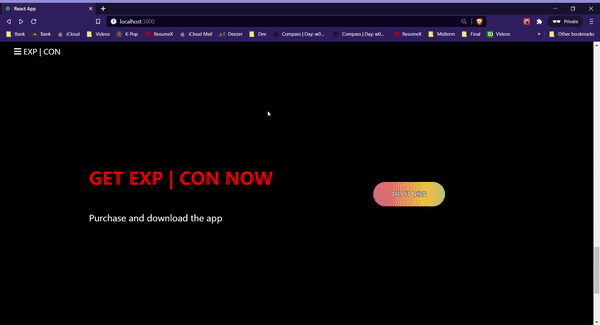 React App
localhost:3000
Private
Bank
Bank
iCloud
Videos
K-Pop
ResumeX
iCloud Mail
Deezer
Dev
Compass | Day: w0...
Compass | Day: w0...
ResumeX
Midterm
Final
Videos
»
Other bookmarks
EXP | CON
GET EXP | CON NOW
Purchase and download the app